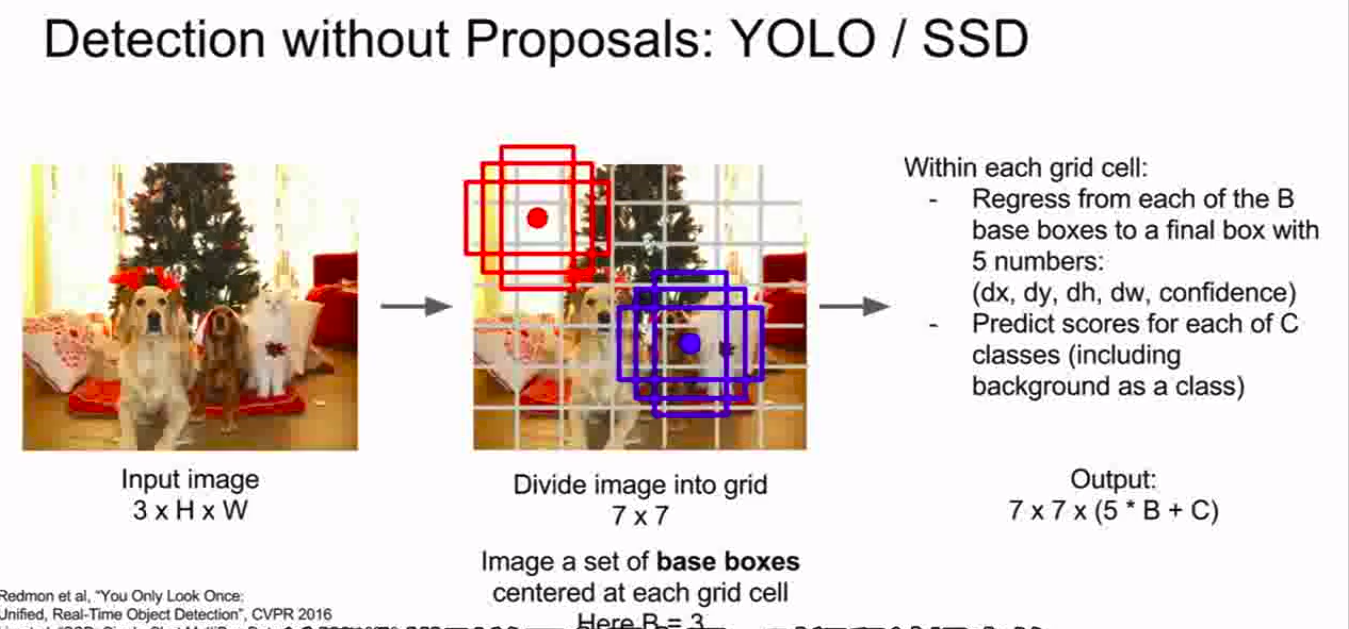 Detection without Proposals: YOLO / SSD
Input image
3 x H x W
Divide image into grid
7 x 7
Image a set of base boxes
centered at each grid cell
Here B = 3
Within each grid cell:
- Regress from each of the B
base boxes to a final box with
5 numbers:
(dx, dy, dh, dw, confidence)
- Predict scores for each of C
classes (including
background as a class)
Output:
7 x 7 x (5 * B + C)
Redmon et al, "You Only Look Once:
Unified, Real-Time Object Detection", CVPR 2016